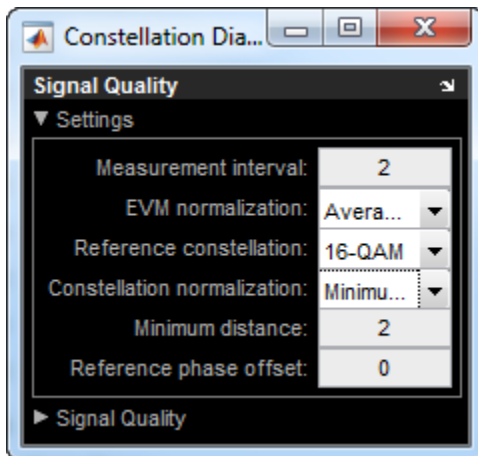 Constellation Dia...
Signal Quality
Settings
Measurement interval: 2
EVM normalization: Avera...
Reference constellation: 16-QAM
Constellation normalization: Minimu...
Minimum distance: 2
Reference phase offset: 0
Signal Quality